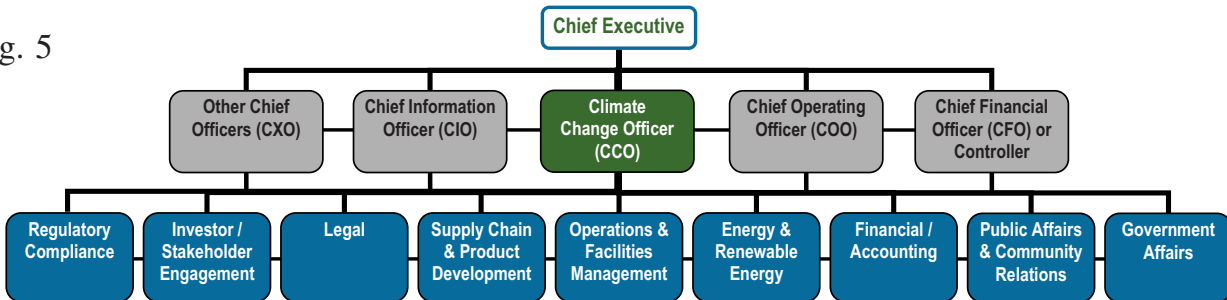 Chief Executive
g. 5
Other Chief
Officers (CXO)
Chief Information
Officer (CIO)
Climate
Change Officer
(CCO)
Chief Operating
Officer (COO)
Chief Financial
Officer (CFO) or
Controller
Regulatory
Compliance
Investor /
Stakeholder
Engagement
Legal
Supply Chain
& Product
Development
Operations &
Facilities
Management
Energy &
Renewable
Energy
Financial /
Accounting
Public Affairs
& Community
Relations
Government
Affairs